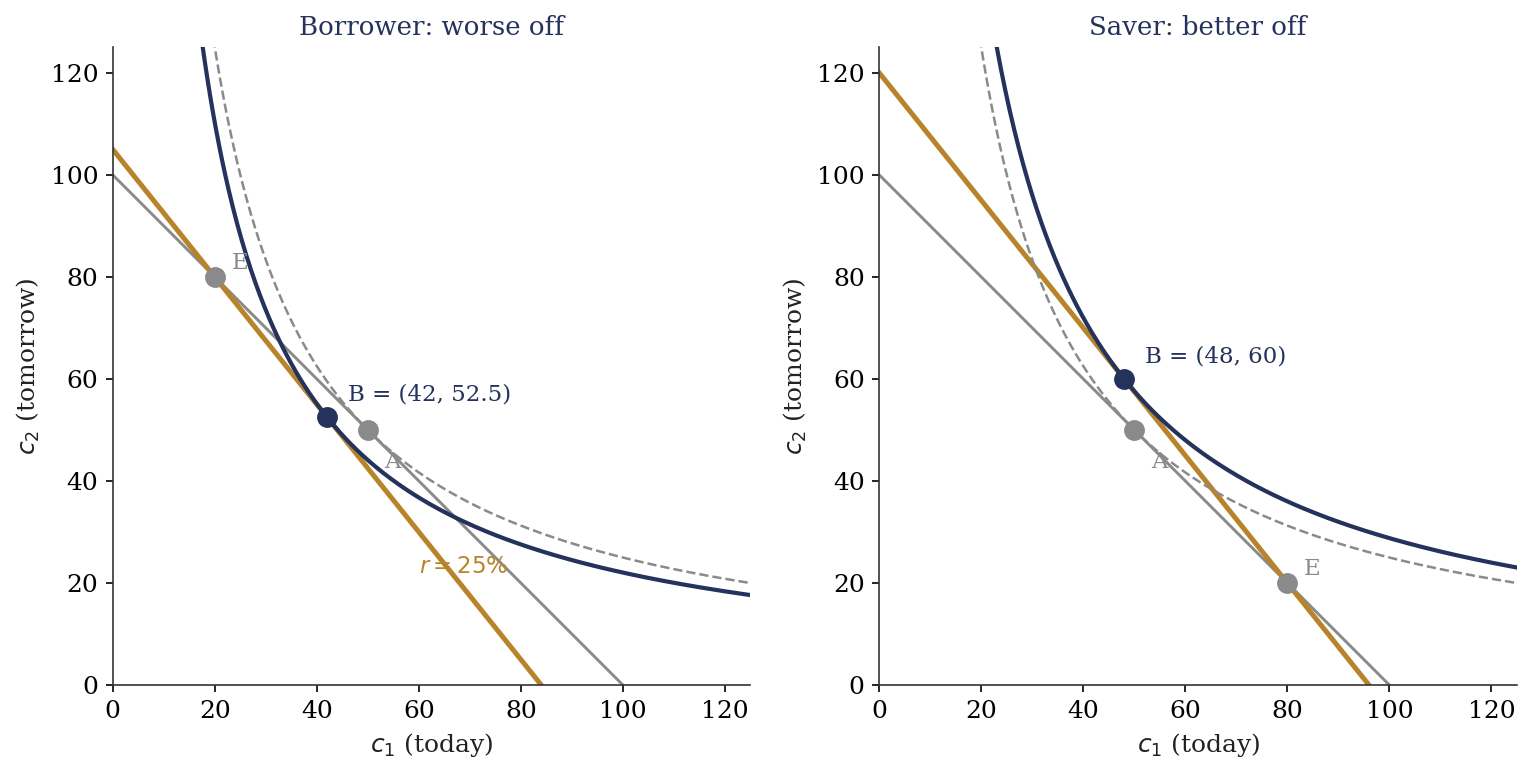 Borrower: worse off
120
100
80
60
40
20
0
c₂ (tomorrow)
E
B = (42, 52.5)
A
r = 25%
0 20 40 60 80 100 120
c₁ (today)
Saver: better off
120
100
80
60
40
20
0
c₂ (tomorrow)
B = (48, 60)
A
E
0 20 40 60 80 100 120
c₁ (today)